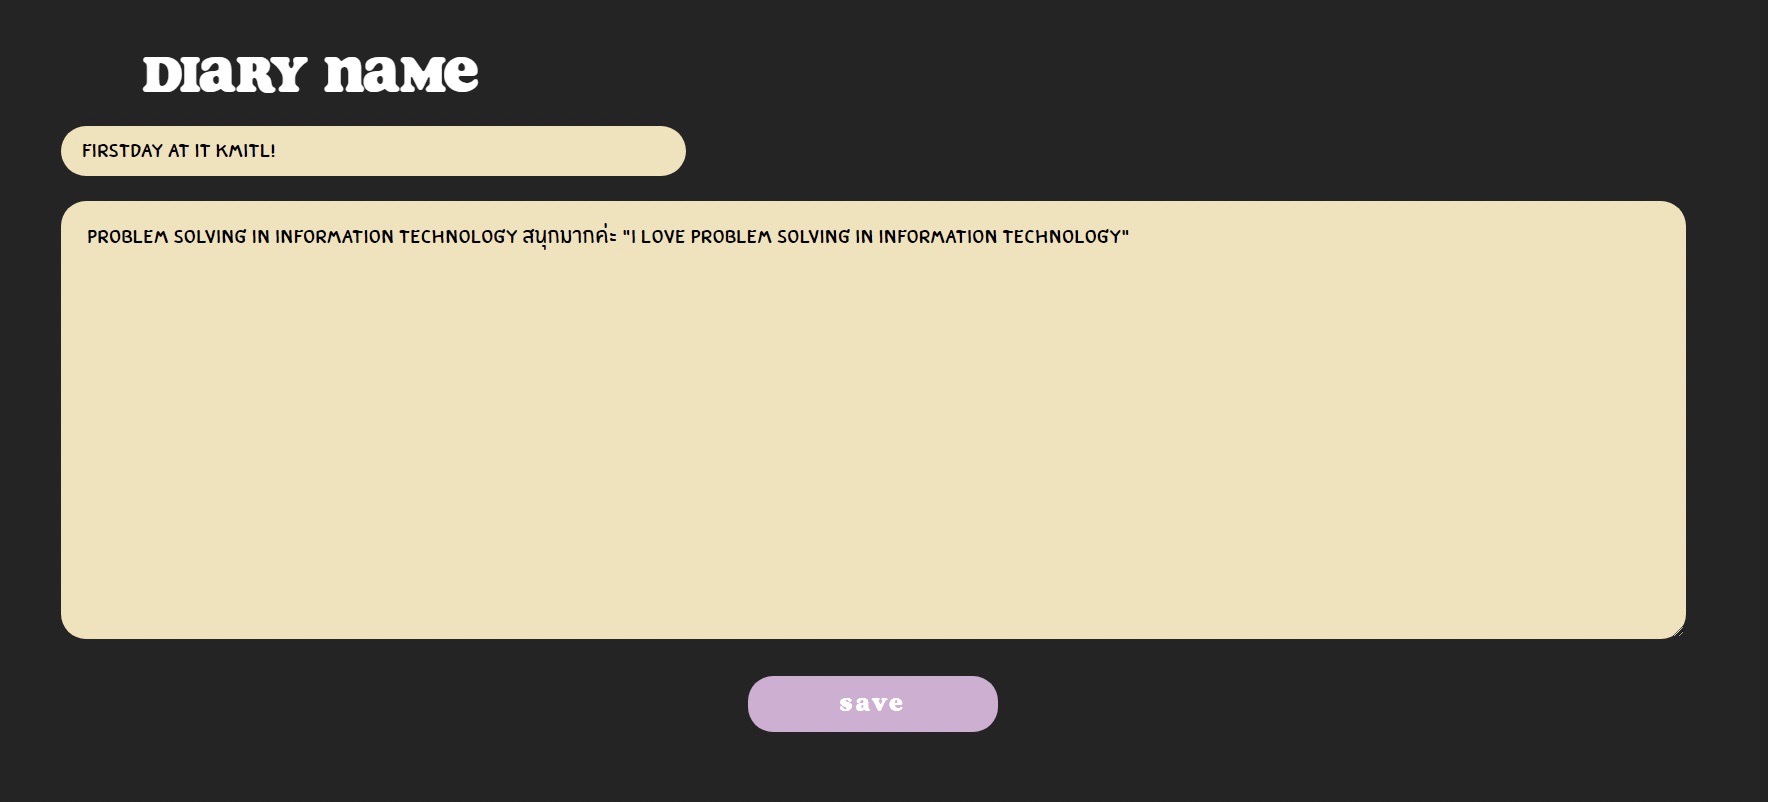 DIARY NAME
FIRSTDAY AT IT KMITL!
PROBLEM SOLVING IN INFORMATION TECHNOLOGY สนุกมากค่ะ "I LOVE PROBLEM SOLVING IN INFORMATION TECHNOLOGY"
save